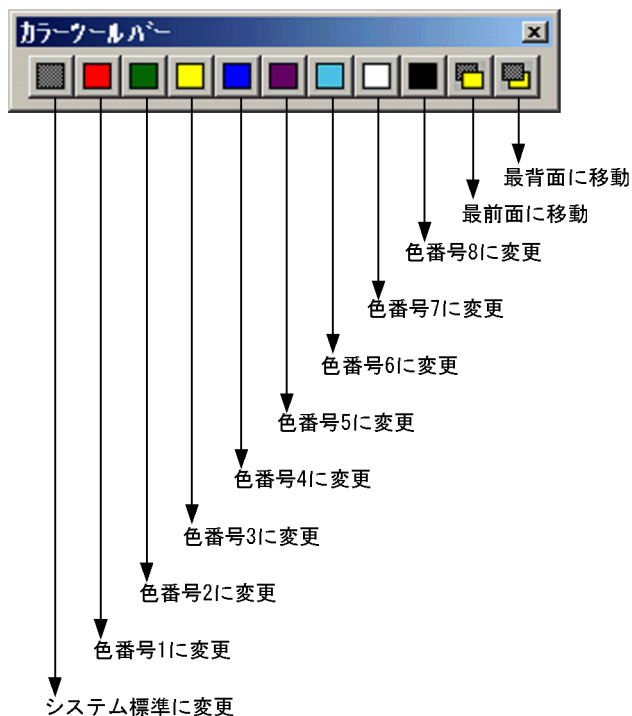 カラーツールバー
最背面に移動
最前面に移動
色番号8に変更
色番号7に変更
色番号6に変更
色番号5に変更
色番号4に変更
色番号3に変更
色番号2に変更
色番号1に変更
システム標準に変更